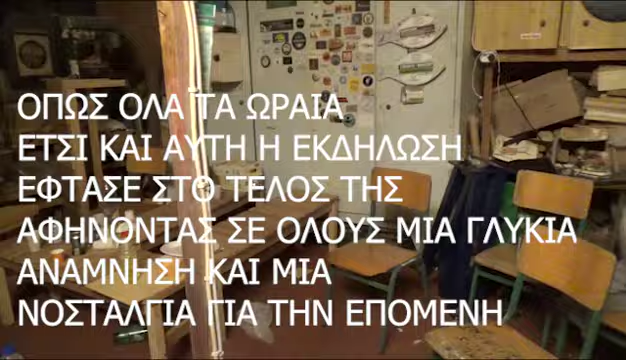 ΟΠΩΣ ΟΛΑ ΤΑ ΩΡΑΙΑ
ΕΤΣΙ ΚΑΙ ΑΥΤΗ Η ΕΚΔΗΛΩΣΗ
ΕΦΤΑΣΕ ΣΤΟ ΤΕΛΟΣ ΤΗΣ
ΑΦΗΝΟΝΤΑΣ ΣΕ ΟΛΟΥΣ ΜΙΑ ΓΛΥΚΙΑ
ΑΝΑΜΝΗΣΗ ΚΑΙ ΜΙΑ
ΝΟΣΤΑΛΓΙΑ ΓΙΑ ΤΗΝ ΕΠΟΜΕΝΗ